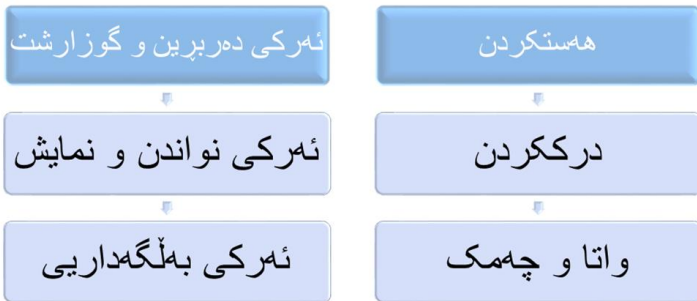 هەستکردن
درککردن
واتا و چەمک
ئەرکی دەربڕین و گوزارشت
ئەرکی نواندن و نمایش
ئەرکی بەڵگەداریی